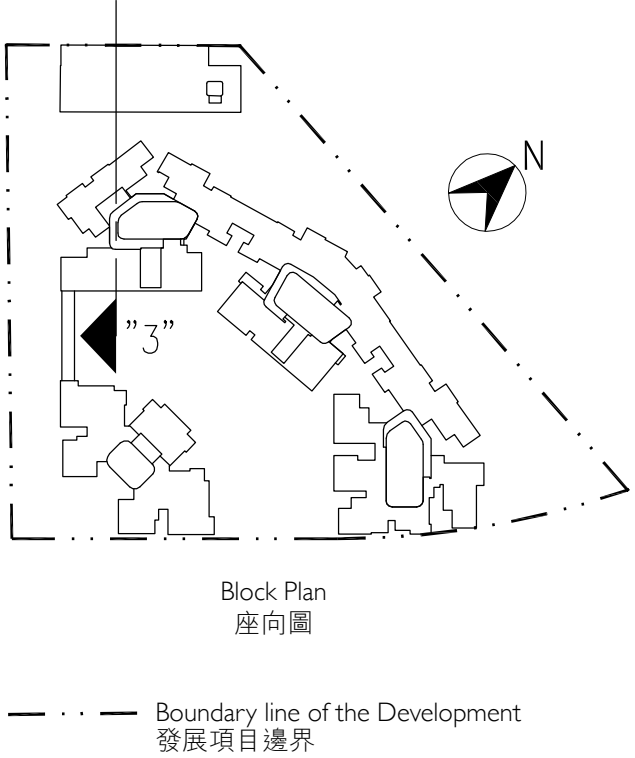 N
"3"
Block Plan
座向圖
Boundary line of the Development
發展項目邊界